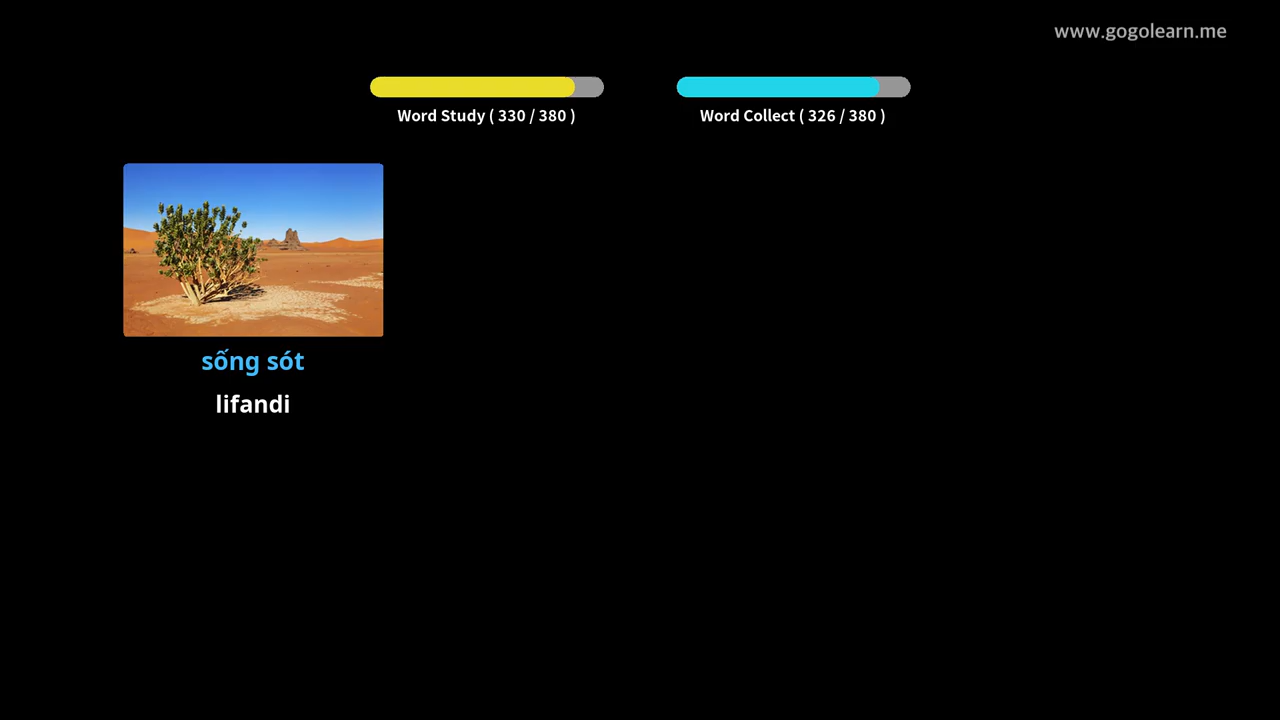 www.gogolearn.me
Word Study ( 330 / 380 )
Word Collect ( 326 / 380 )
sống sót
lifandi